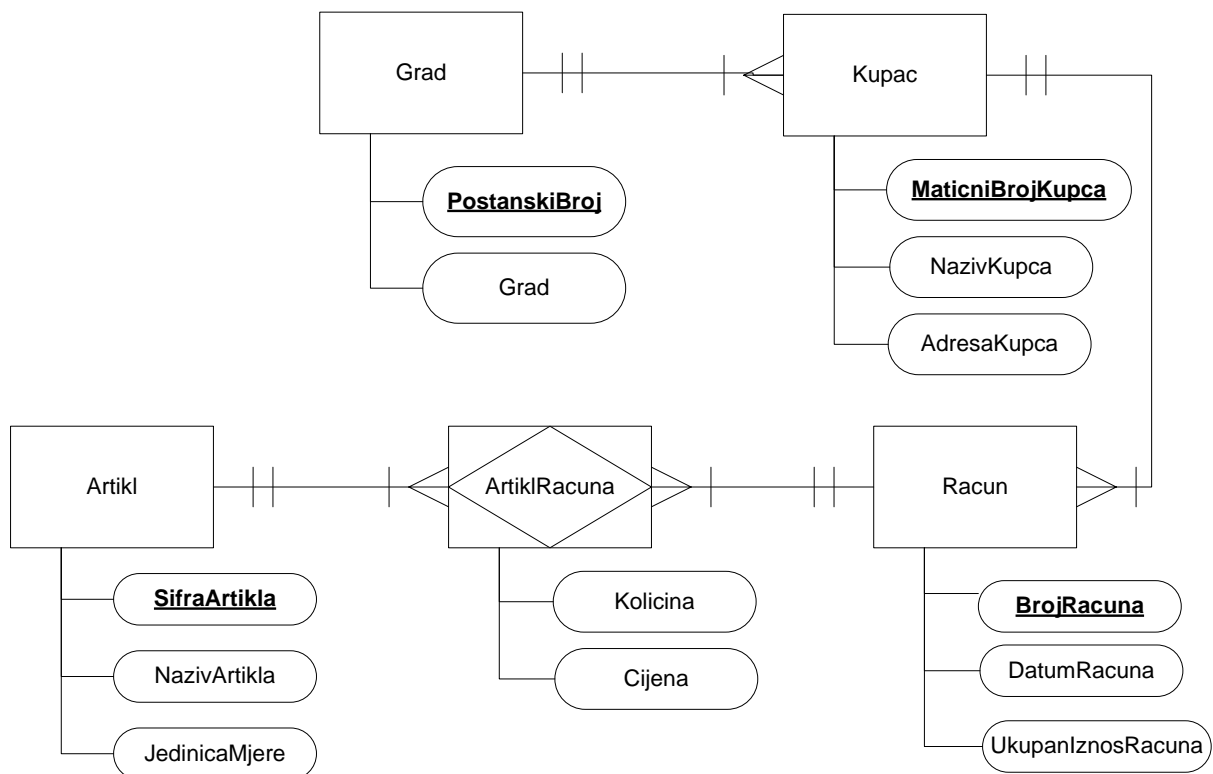 Grad
Kupac
PostanskiBroj
Grad
MaticniBrojKupca
NazivKupca
AdresaKupca
Artikl
ArtiklRacuna
Racun
SifraArtikla
NazivArtikla
JedinicaMjere
Kolicina
Cijena
BrojRacuna
DatumRacuna
UkupanIznosRacuna